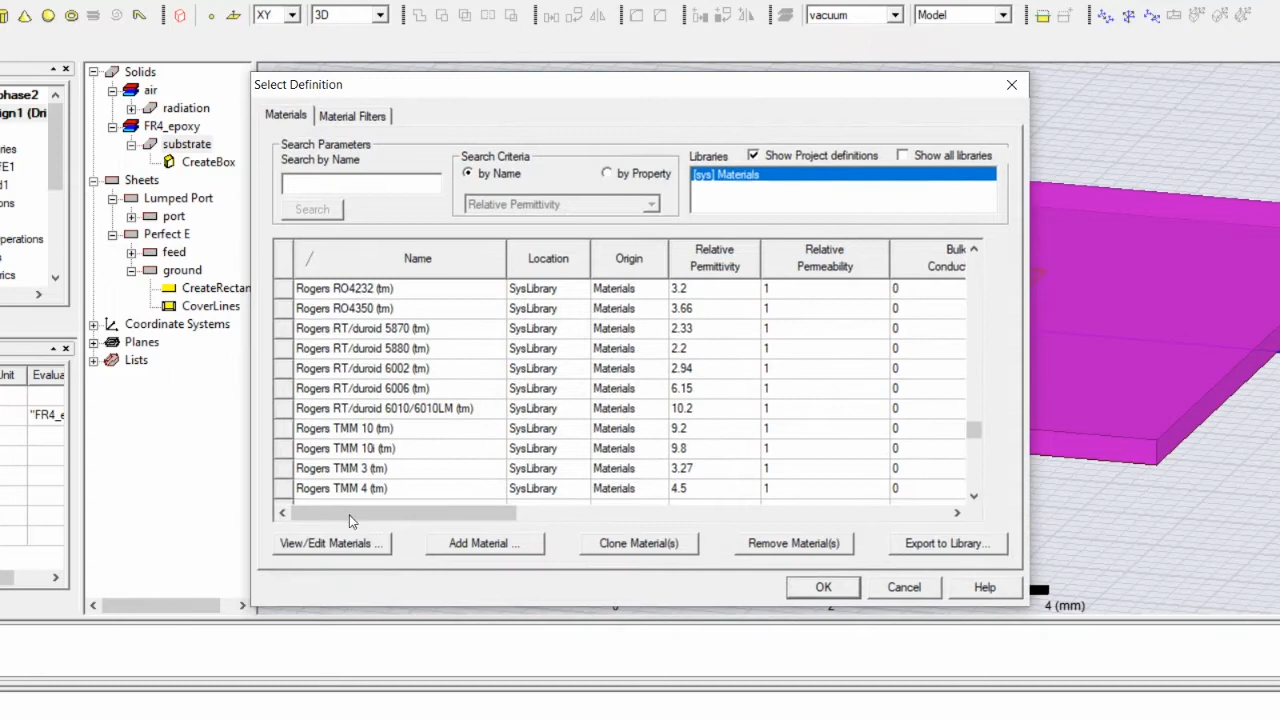 XY
3D
vacuum
Model
phase2
ign1 (Dri
ries
FE1
d1
ons
perations
rics
Unit
Evalua
"FR4_e
Solids
air
radiation
FR4_epoxy
substrate
CreateBox
Sheets
Lumped Port
port
Perfect E
feed
ground
CreateRectan
CoverLines
Coordinate Systems
Planes
Lists
Select Definition
Materials
Material Filters
Search Parameters
Search by Name
Search
Search Criteria
by Name
by Property
Relative Permittivity
Libraries
Show Project definitions
Show all libraries
[sys] Materials
/ Name Location Origin Relative Permittivity Relative Permeability Bulk Conduc
Rogers RO4232 (tm) SysLibrary Materials 3.2 1 0
Rogers RO4350 (tm) SysLibrary Materials 3.66 1 0
Rogers RT/duroid 5870 (tm) SysLibrary Materials 2.33 1 0
Rogers RT/duroid 5880 (tm) SysLibrary Materials 2.2 1 0
Rogers RT/duroid 6002 (tm) SysLibrary Materials 2.94 1 0
Rogers RT/duroid 6006 (tm) SysLibrary Materials 6.15 1 0
Rogers RT/duroid 6010/6010LM (tm) SysLibrary Materials 10.2 1 0
Rogers TMM 10 (tm) SysLibrary Materials 9.2 1 0
Rogers TMM 10i (tm) SysLibrary Materials 9.8 1 0
Rogers TMM 3 (tm) SysLibrary Materials 3.27 1 0
Rogers TMM 4 (tm) SysLibrary Materials 4.5 1 0
View/Edit Materials ...
Add Material ...
Clone Material(s)
Remove Material(s)
Export to Library...
OK
Cancel
Help
4 (mm)